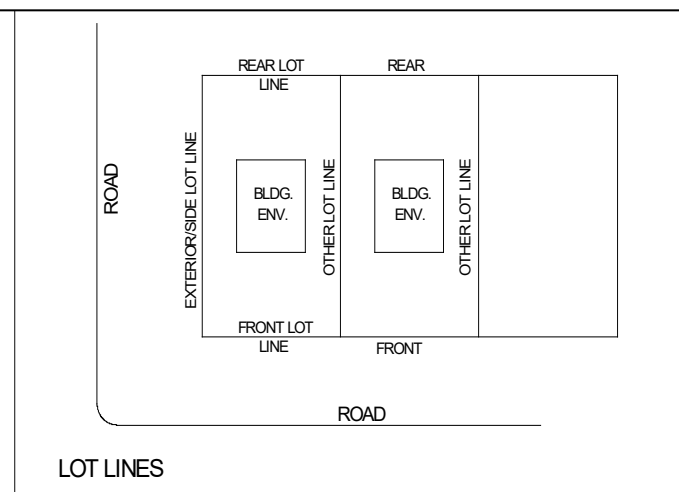 REAR LOT
LINE
REAR
ROAD
EXTERIOR/SIDE LOT LINE
BLDG.
ENV.
OTHER LOT LINE
BLDG.
ENV.
OTHER LOT LINE
FRONT LOT
LINE
FRONT
ROAD
LOT LINES